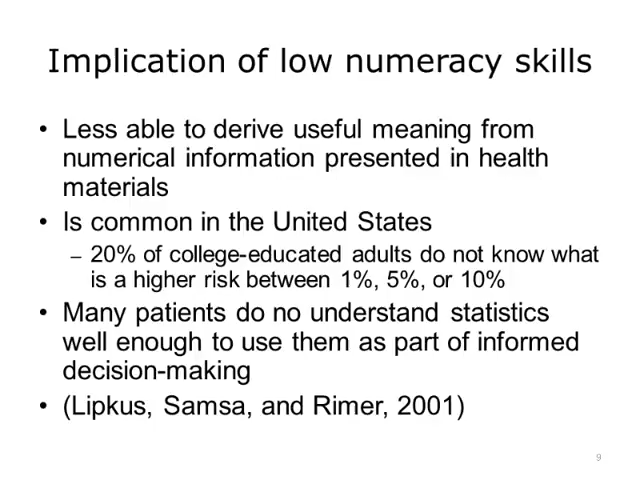 Implication of low numeracy skills
• Less able to derive useful meaning from
numerical information presented in health
materials
• Is common in the United States
– 20% of college-educated adults do not know what
is a higher risk between 1%, 5%, or 10%
• Many patients do no understand statistics
well enough to use them as part of informed
decision-making
• (Lipkus, Samsa, and Rimer, 2001)
9